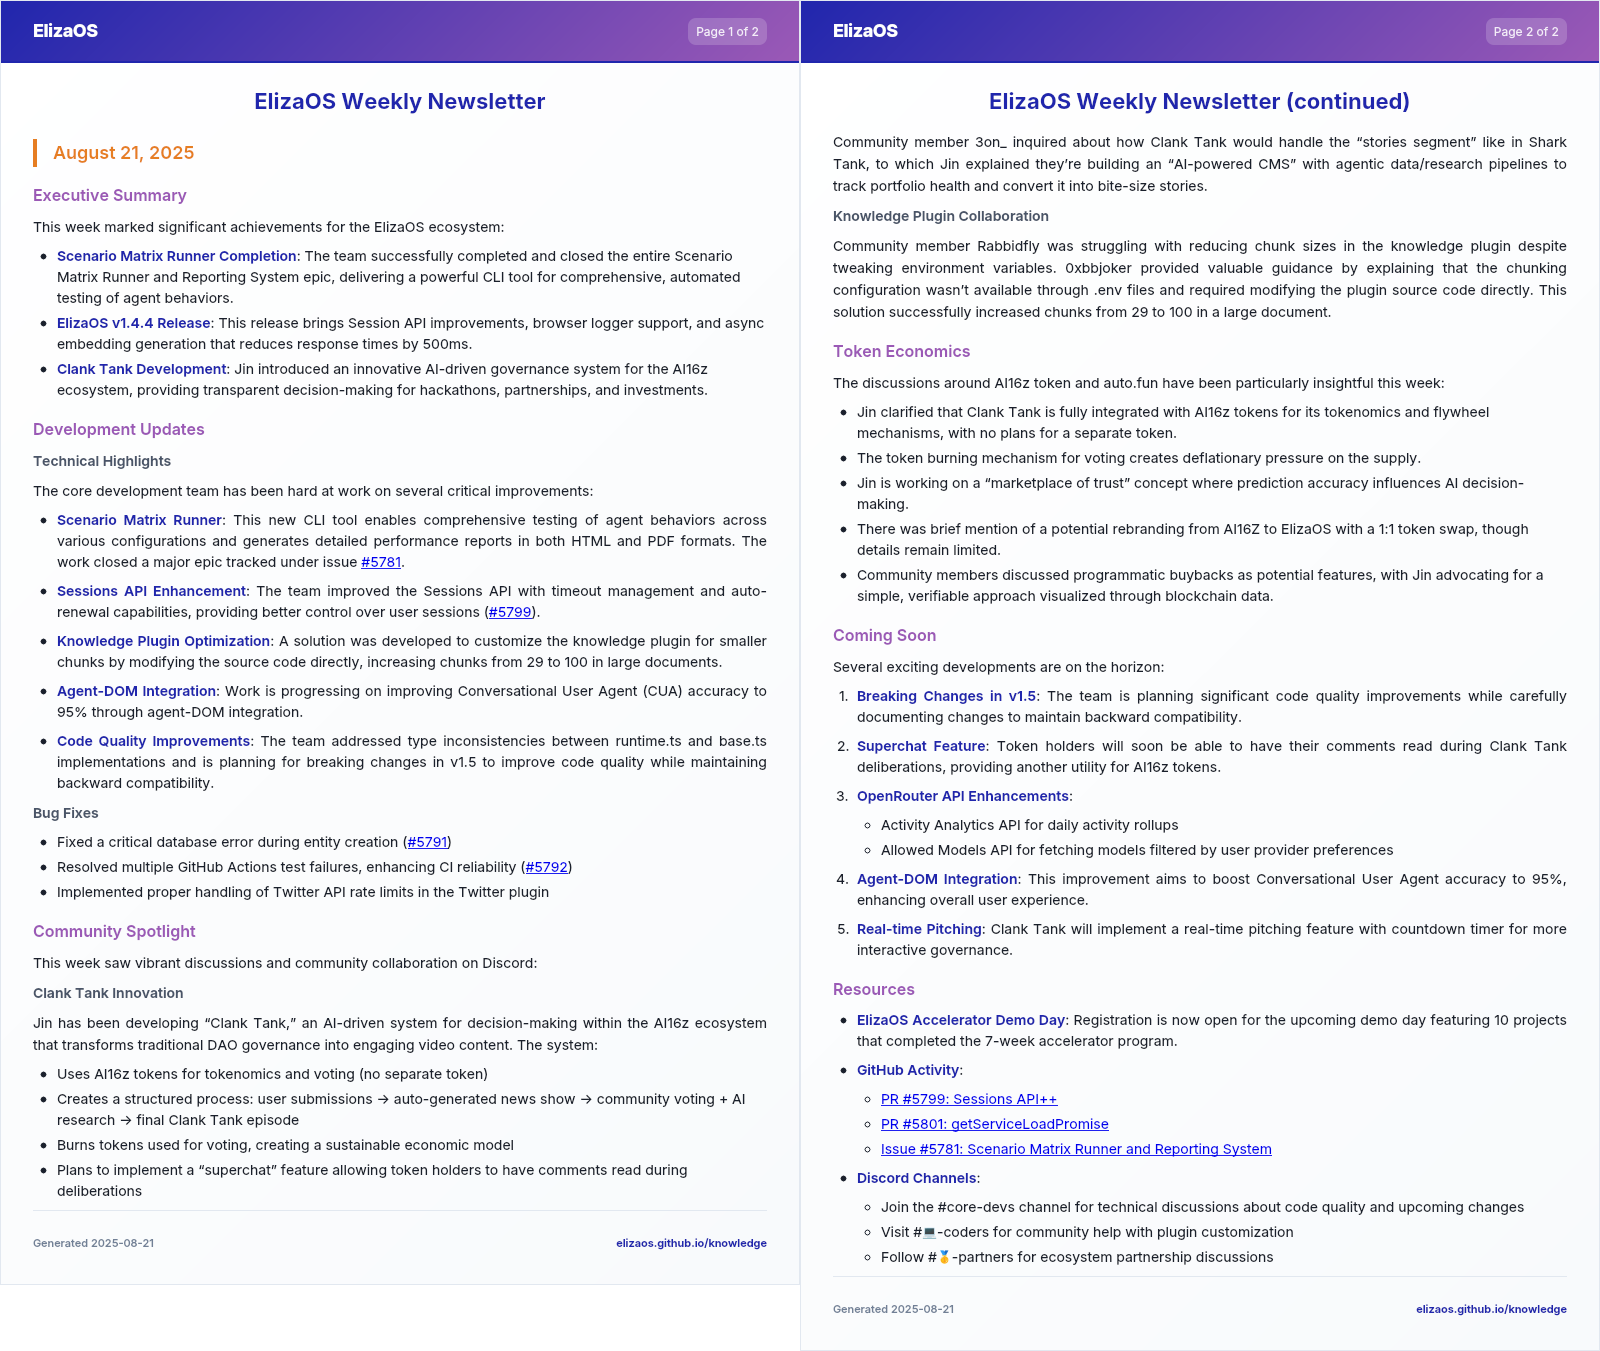 ElizaOS
Page 1 of 2
ElizaOS Weekly Newsletter
August 21, 2025
Executive Summary
This week marked significant achievements for the ElizaOS ecosystem:
• Scenario Matrix Runner Completion: The team successfully completed and closed the entire Scenario
Matrix Runner and Reporting System epic, delivering a powerful CLI tool for comprehensive, automated
testing of agent behaviors.
• ElizaOS v1.4.4 Release: This release brings Session API improvements, browser logger support, and async
embedding generation that reduces response times by 500ms.
• Clank Tank Development: Jin introduced an innovative AI-driven governance system for the AI16z
ecosystem, providing transparent decision-making for hackathons, partnerships, and investments.
Development Updates
Technical Highlights
The core development team has been hard at work on several critical improvements:
• Scenario Matrix Runner: This new CLI tool enables comprehensive testing of agent behaviors across
various configurations and generates detailed performance reports in both HTML and PDF formats. The
work closed a major epic tracked under issue #5781.
• Sessions API Enhancement: The team improved the Sessions API with timeout management and auto-
renewal capabilities, providing better control over user sessions (#5799).
• Knowledge Plugin Optimization: A solution was developed to customize the knowledge plugin for smaller
chunks by modifying the source code directly, increasing chunks from 29 to 100 in large documents.
• Agent-DOM Integration: Work is progressing on improving Conversational User Agent (CUA) accuracy to
95% through agent-DOM integration.
• Code Quality Improvements: The team addressed type inconsistencies between runtime.ts and base.ts
implementations and is planning for breaking changes in v1.5 to improve code quality while maintaining
backward compatibility.
Bug Fixes
• Fixed a critical database error during entity creation (#5791)
• Resolved multiple GitHub Actions test failures, enhancing CI reliability (#5792)
• Implemented proper handling of Twitter API rate limits in the Twitter plugin
Community Spotlight
This week saw vibrant discussions and community collaboration on Discord:
Clank Tank Innovation
Jin has been developing “Clank Tank,” an AI-driven system for decision-making within the AI16z ecosystem
that transforms traditional DAO governance into engaging video content. The system:
• Uses AI16z tokens for tokenomics and voting (no separate token)
• Creates a structured process: user submissions → auto-generated news show → community voting + AI
research → final Clank Tank episode
• Burns tokens used for voting, creating a sustainable economic model
• Plans to implement a “superchat” feature allowing token holders to have comments read during
deliberations
Generated 2025-08-21
elizaos.github.io/knowledge
ElizaOS
Page 2 of 2
ElizaOS Weekly Newsletter (continued)
Community member 3on_ inquired about how Clank Tank would handle the “stories segment” like in Shark
Tank, to which Jin explained they’re building an “AI-powered CMS” with agentic data/research pipelines to
track portfolio health and convert it into bite-size stories.
Knowledge Plugin Collaboration
Community member Rabbidfly was struggling with reducing chunk sizes in the knowledge plugin despite
tweaking environment variables. 0xbbjoker provided valuable guidance by explaining that the chunking
configuration wasn’t available through .env files and required modifying the plugin source code directly. This
solution successfully increased chunks from 29 to 100 in a large document.
Token Economics
The discussions around AI16z token and auto.fun have been particularly insightful this week:
• Jin clarified that Clank Tank is fully integrated with AI16z tokens for its tokenomics and flywheel
mechanisms, with no plans for a separate token.
• The token burning mechanism for voting creates deflationary pressure on the supply.
• Jin is working on a “marketplace of trust” concept where prediction accuracy influences AI decision-
making.
• There was brief mention of a potential rebranding from AI16Z to ElizaOS with a 1:1 token swap, though
details remain limited.
• Community members discussed programmatic buybacks as potential features, with Jin advocating for a
simple, verifiable approach visualized through blockchain data.
Coming Soon
Several exciting developments are on the horizon:
1. Breaking Changes in v1.5: The team is planning significant code quality improvements while carefully
documenting changes to maintain backward compatibility.
2. Superchat Feature: Token holders will soon be able to have their comments read during Clank Tank
deliberations, providing another utility for AI16z tokens.
3. OpenRouter API Enhancements:
◦ Activity Analytics API for daily activity rollups
◦ Allowed Models API for fetching models filtered by user provider preferences
4. Agent-DOM Integration: This improvement aims to boost Conversational User Agent accuracy to 95%,
enhancing overall user experience.
5. Real-time Pitching: Clank Tank will implement a real-time pitching feature with countdown timer for more
interactive governance.
Resources
• ElizaOS Accelerator Demo Day: Registration is now open for the upcoming demo day featuring 10 projects
that completed the 7-week accelerator program.
• GitHub Activity:
◦ PR #5799: Sessions API++
◦ PR #5801: getServiceLoadPromise
◦ Issue #5781: Scenario Matrix Runner and Reporting System
• Discord Channels:
◦ Join the #core-devs channel for technical discussions about code quality and upcoming changes
◦ Visit #💻-coders for community help with plugin customization
◦ Follow #🥇-partners for ecosystem partnership discussions
Generated 2025-08-21
elizaos.github.io/knowledge